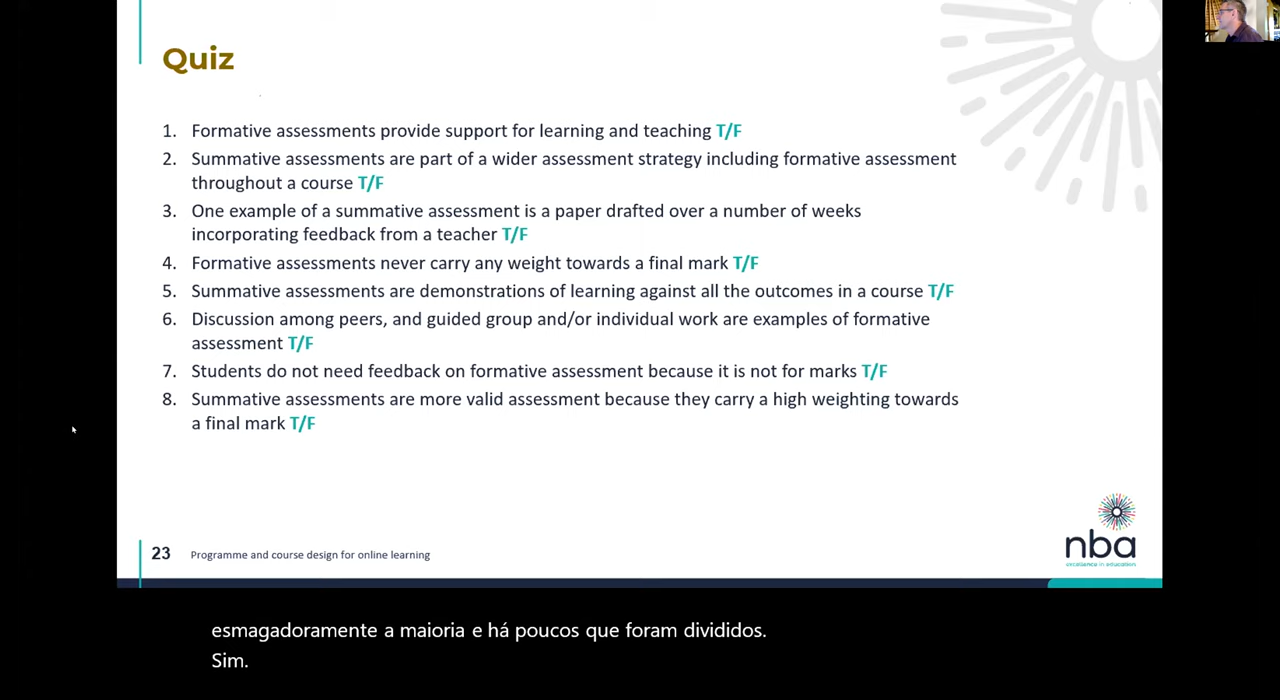 Quiz
1. Formative assessments provide support for learning and teaching T/F
2. Summative assessments are part of a wider assessment strategy including formative assessment
throughout a course T/F
3. One example of a summative assessment is a paper drafted over a number of weeks
incorporating feedback from a teacher T/F
4. Formative assessments never carry any weight towards a final mark T/F
5. Summative assessments are demonstrations of learning against all the outcomes in a course T/F
6. Discussion among peers, and guided group and/or individual work are examples of formative
assessment T/F
7. Students do not need feedback on formative assessment because it is not for marks T/F
8. Summative assessments are more valid assessment because they carry a high weighting towards
a final mark T/F
nba
excellence in education
23 Programme and course design for online learning
esmagadoramente a maioria e há poucos que foram divididos.
Sim.